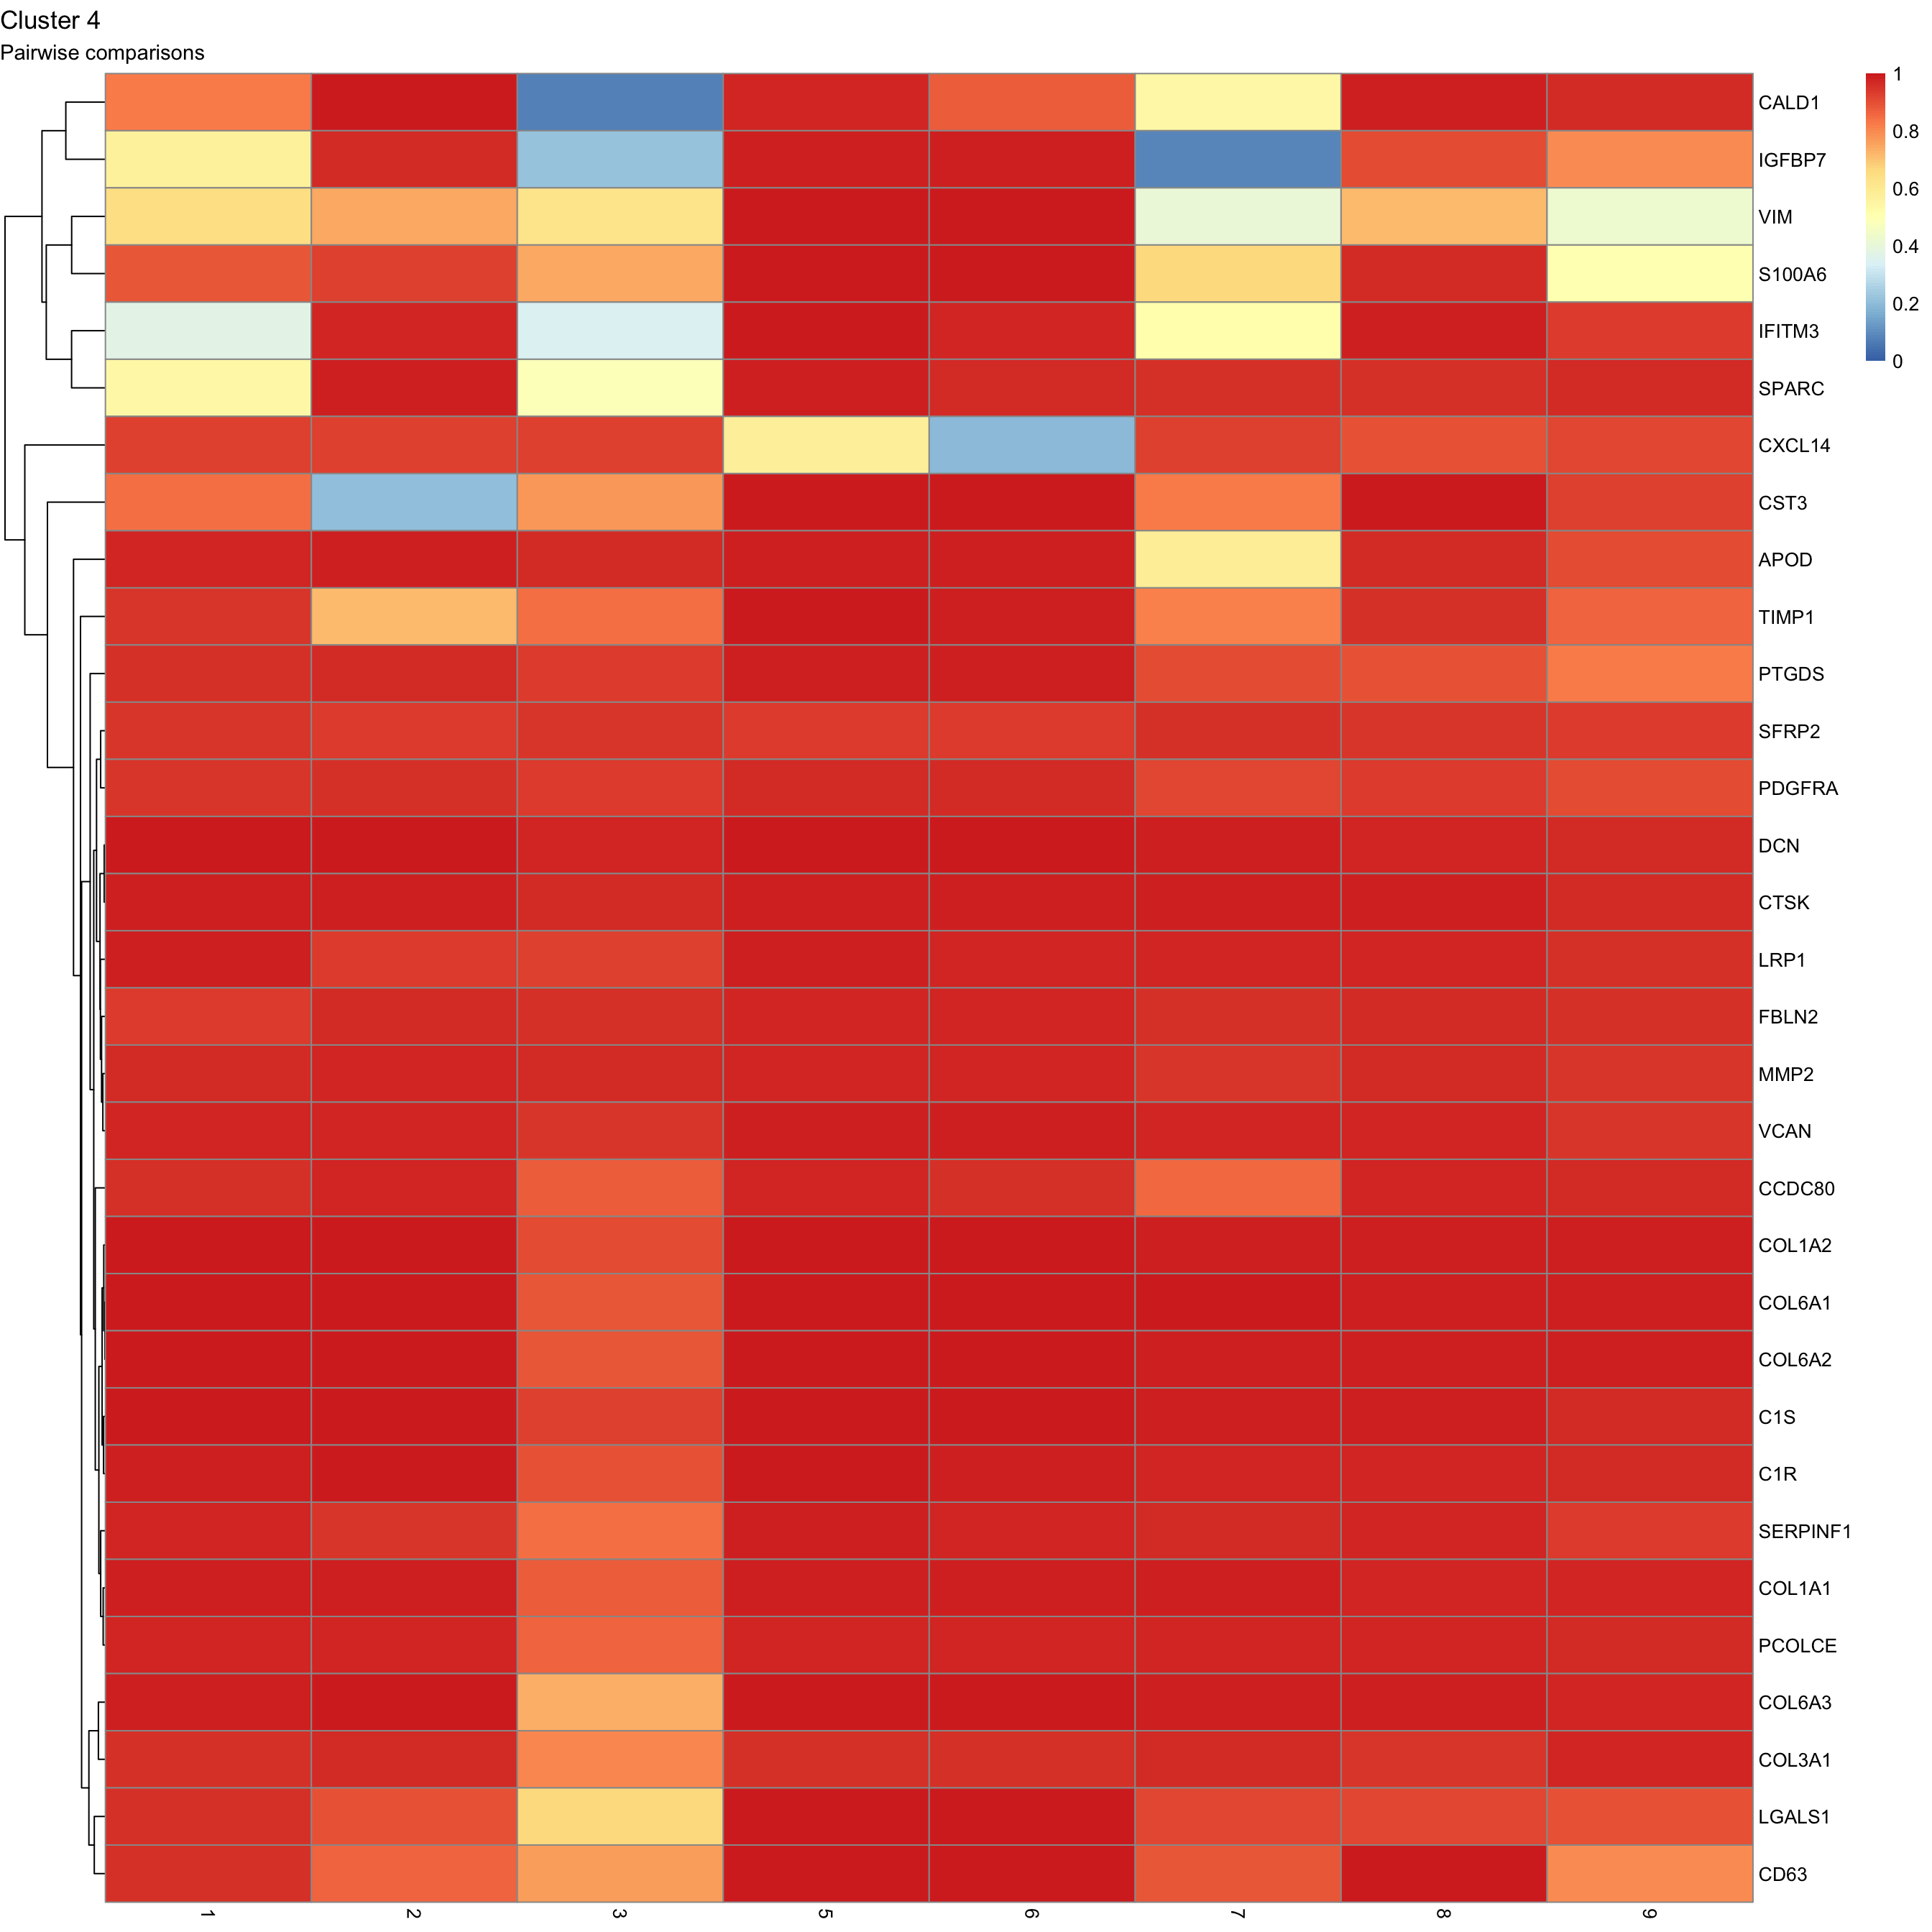 Cluster 4
Pairwise comparisons
1
0.8
0.6
0.4
0.2
0
CALD1
IGFBP7
VIM
S100A6
IFITM3
SPARC
CXCL14
CST3
APOD
TIMP1
PTGDS
SFRP2
PDGFRA
DCN
CTSK
LRP1
FBLN2
MMP2
VCAN
CCDC80
COL1A2
COL6A1
COL6A2
C1S
C1R
SERPINF1
COL1A1
PCOLCE
COL6A3
COL3A1
LGALS1
CD63
1 2 3 5 6 7 8 9